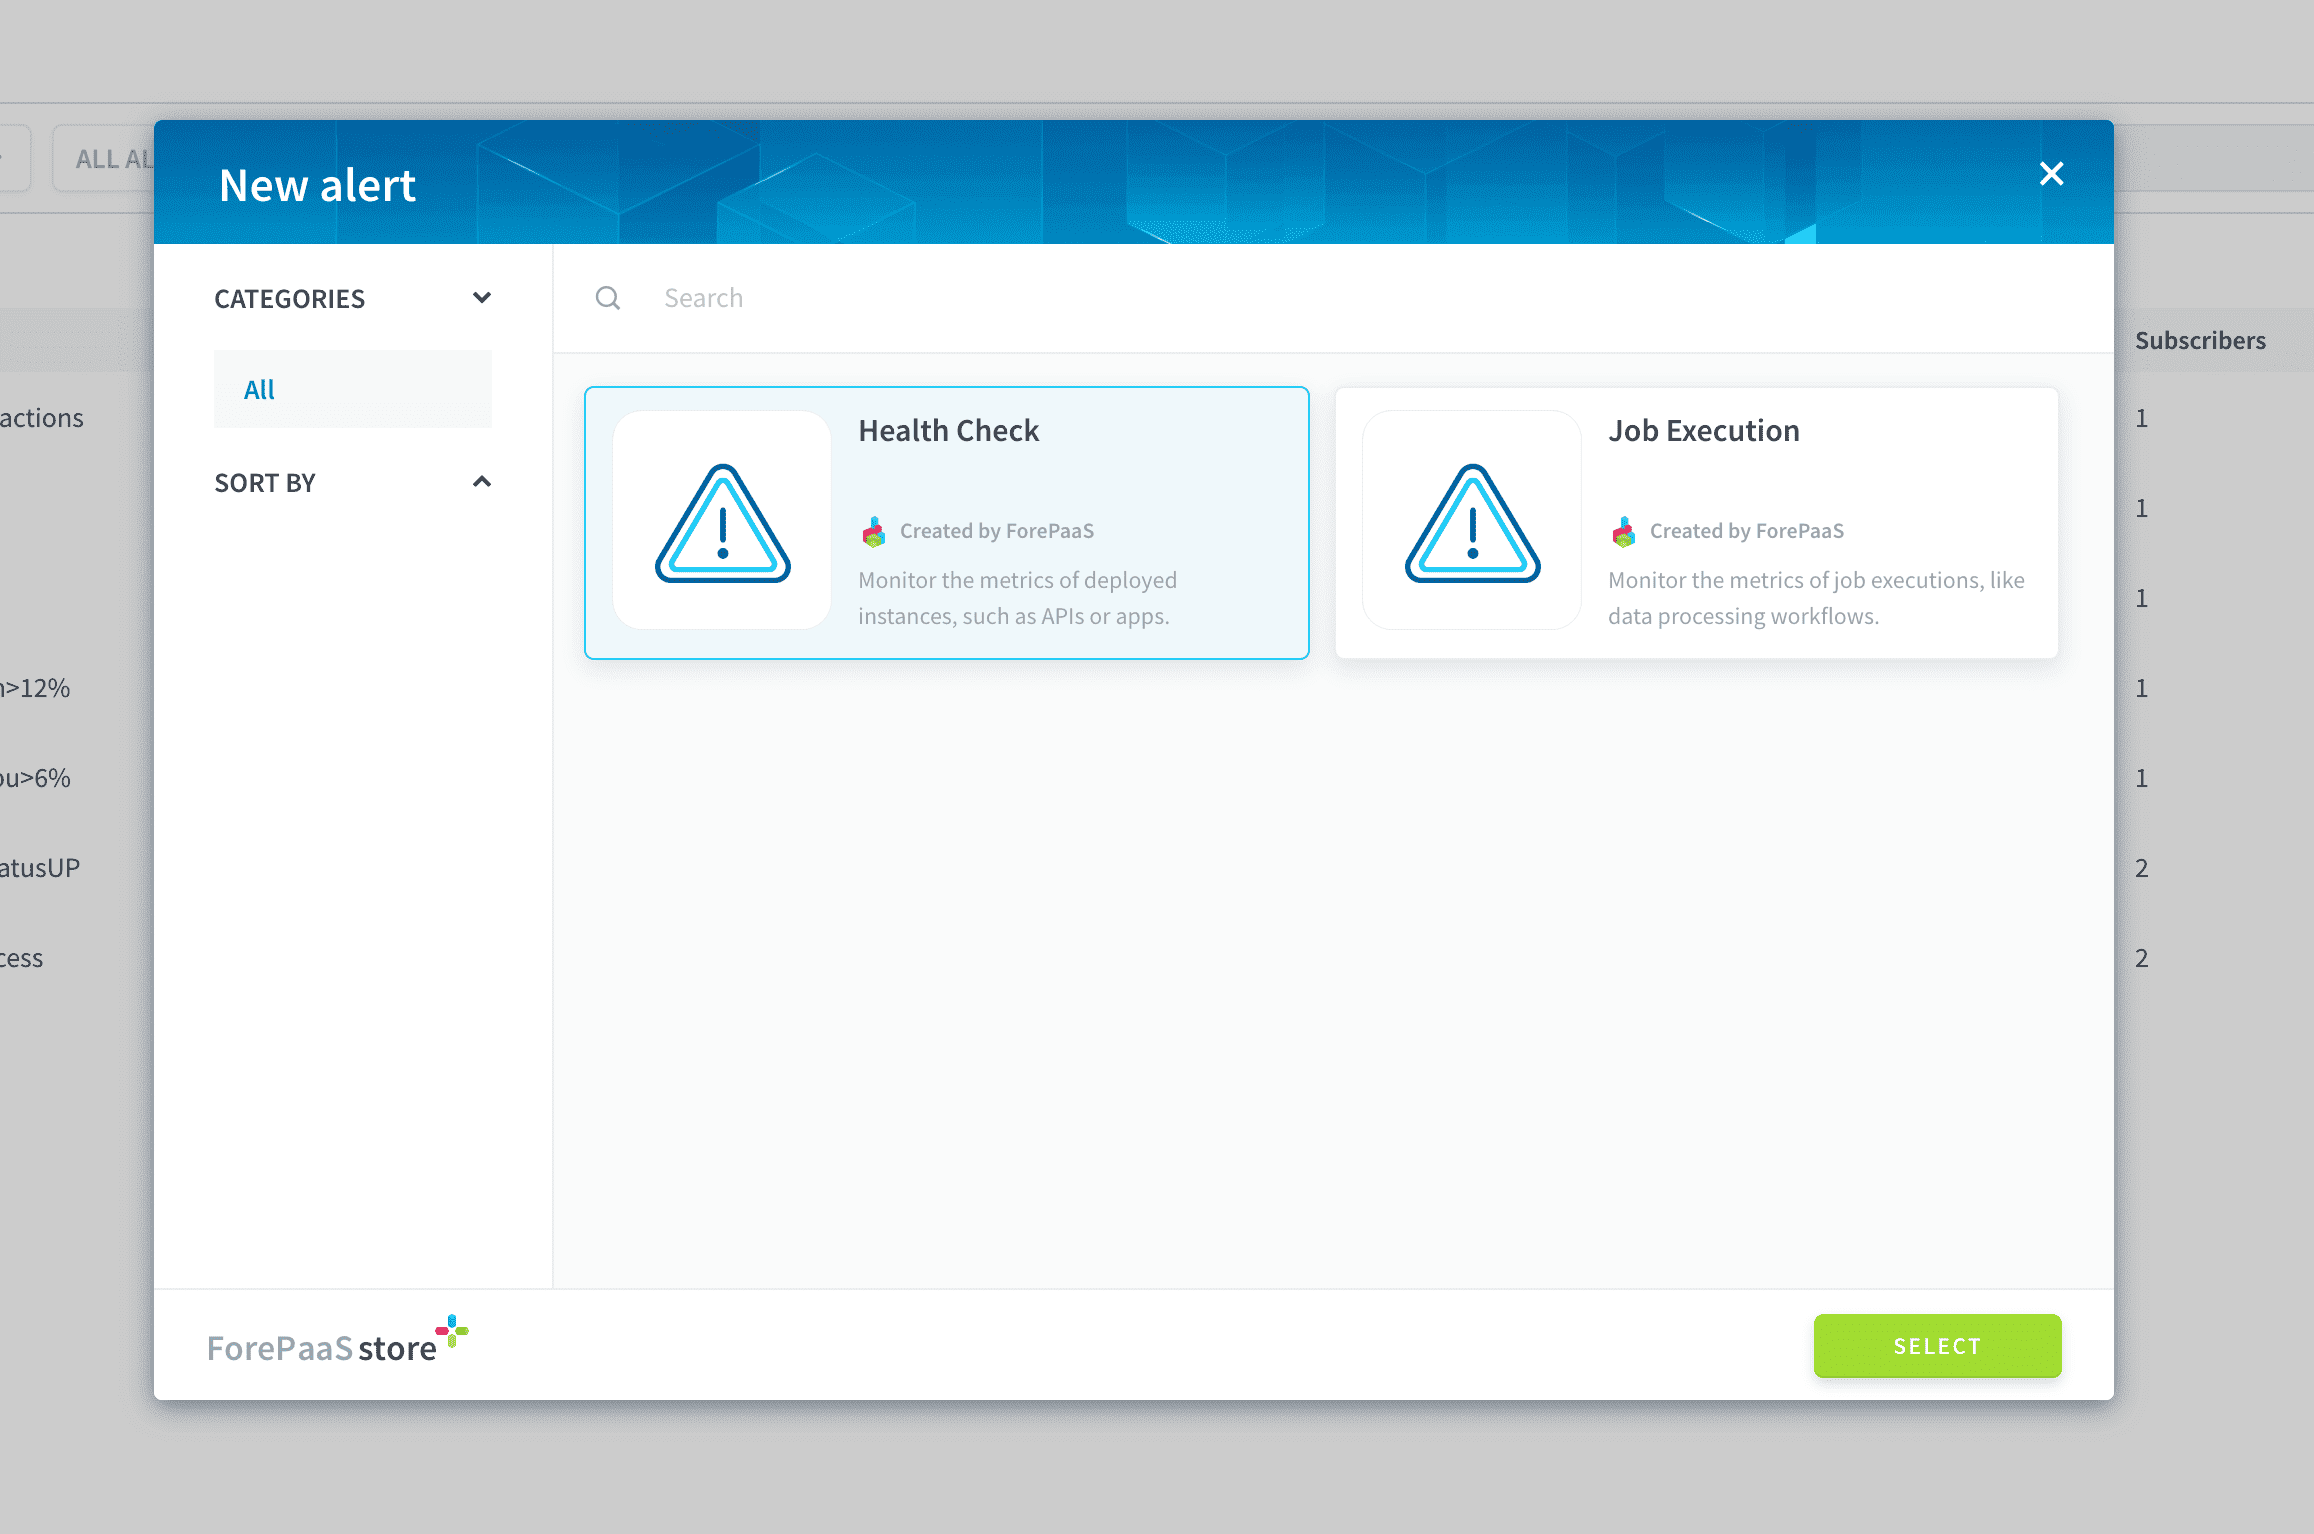 ALL AL
New alert
CATEGORIES
Search
Subscribers
All
actions
1
SORT BY
Health Check
Created by ForePaaS
Monitor the metrics of deployed
instances, such as APIs or apps.
Job Execution
Created by ForePaaS
Monitor the metrics of job executions, like
data processing workflows.
1
1
>12%
1
u>6%
1
atusUP
2
cess
2
ForePaaS store
SELECT